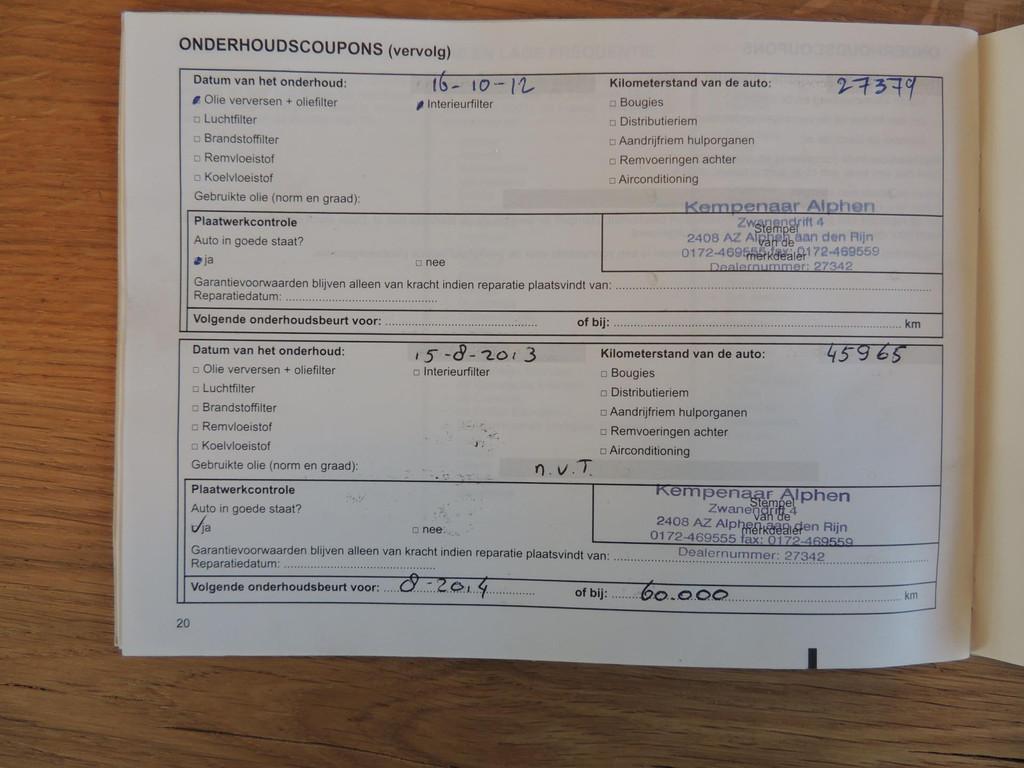 ONDERHOUDSCOUPONS (vervolg)
Datum van het onderhoud: 16-10-12 Kilometerstand van de auto: 27379
Olie verversen + oliefilter Interieurfilter Bougies
Luchtfilter Distributieriem
Brandstoffilter Aandrijfriem hulporganen
Remvloeistof Remvoeringen achter
Koelvloeistof Airconditioning
Gebruikte olie (norm en graad):
Kempenaar Alphen
Plaatwerkcontrole Zwanendrift 4
Stempel
Auto in goede staat? 2408 AZ Alphen aan den Rijn
van de
ja nee 0172-469555 fax: 0172-469559
merkdealer
Dealernummer: 27342
Garantievoorwaarden blijven alleen van kracht indien reparatie plaatsvindt van:
Reparatiedatum:
Volgende onderhoudsbeurt voor: of bij: km
Datum van het onderhoud: 15-8-2013 Kilometerstand van de auto: 45965
Olie verversen + oliefilter Interieurfilter Bougies
Luchtfilter Distributieriem
Brandstoffilter Aandrijfriem hulporganen
Remvloeistof Remvoeringen achter
Koelvloeistof Airconditioning
Gebruikte olie (norm en graad): n.v.T.
Plaatwerkcontrole Kempenaar Alphen
Stempel
Auto in goede staat? Zwanendrift 4
van de
ja nee 2408 AZ Alphen aan den Rijn
merkdealer
0172-469555 fax: 0172-469559
Garantievoorwaarden blijven alleen van kracht indien reparatie plaatsvindt van: Dealernummer: 27342
Reparatiedatum:
Volgende onderhoudsbeurt voor: 8-2014 of bij: 60.000 km
20